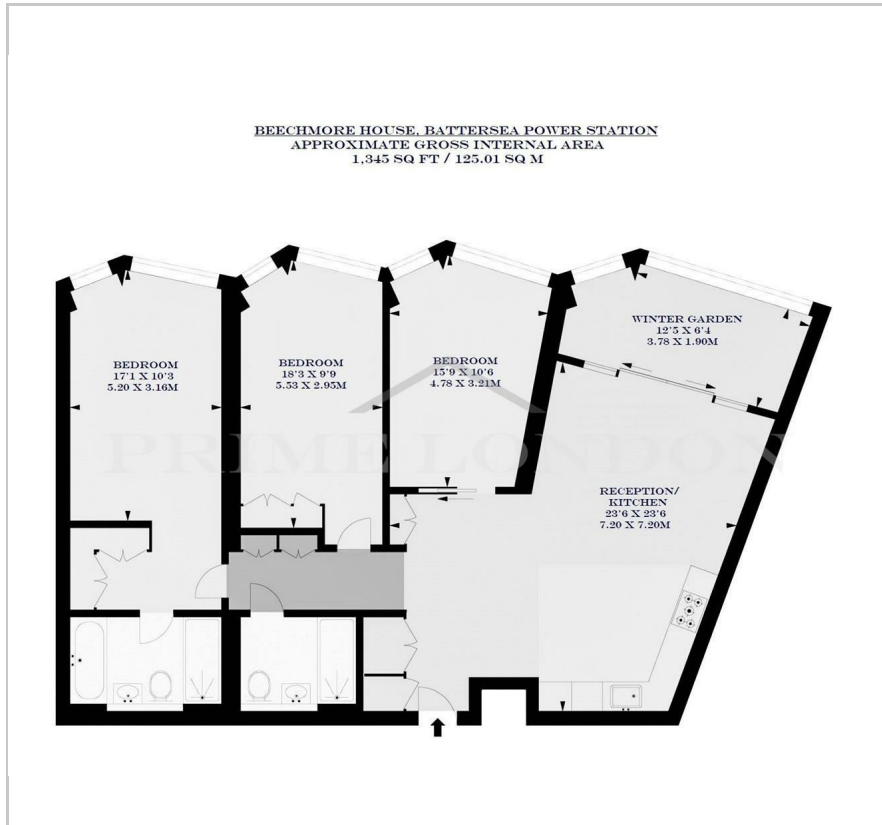 BEECHMORE HOUSE, BATTERSEA POWER STATION
APPROXIMATE GROSS INTERNAL AREA
1,345 SQ FT / 125.01 SQ M
WINTER GARDEN
12'5 X 6'4
3.78 X 1.90M
BEDROOM
17'1 X 10'3
5.20 X 3.16M
BEDROOM
18'3 X 9'9
5.53 X 2.95M
BEDROOM
15'9 X 10'6
4.78 X 3.21M
PRIME LONDON
RECEPTION/
KITCHEN
23'6 X 23'6
7.20 X 7.20M